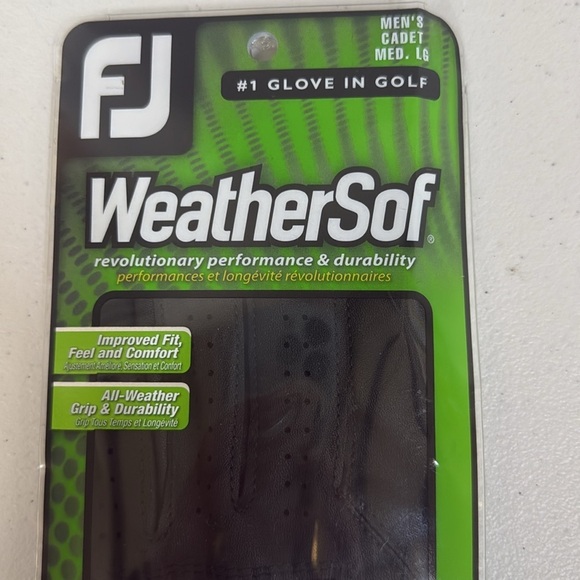 FJ
MEN'S
CADET
MED. LG
#1 GLOVE IN GOLF
WeatherSof®
revolutionary performance & durability
performances et longévité révolutionnaires
Improved Fit,
Feel and Comfort
Ajustement Amélioré, Sensation et Confort
All-Weather
Grip & Durability
Grip Tous Temps et Longévité